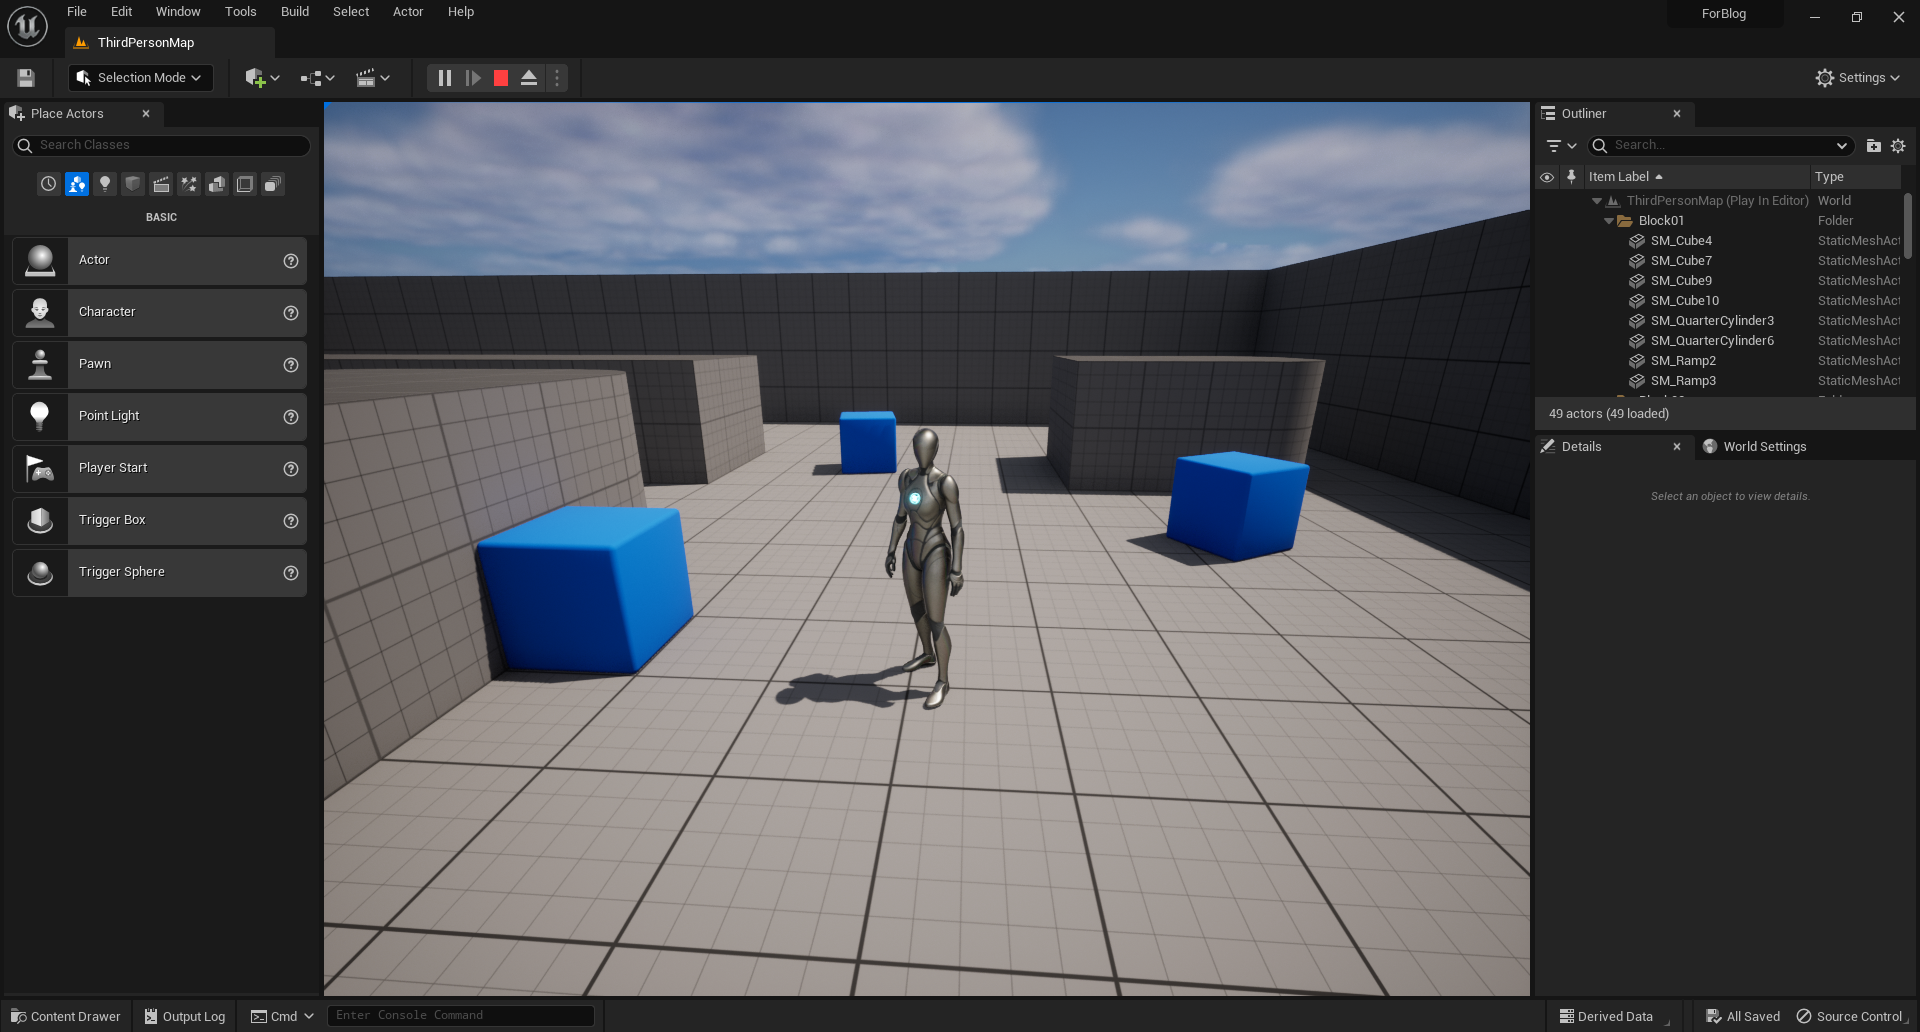 File Edit Window Tools Build Select Actor Help
ForBlog
ThirdPersonMap
Selection Mode
Settings
Place Actors
Search Classes
BASIC
Actor
Character
Pawn
Point Light
Player Start
Trigger Box
Trigger Sphere
Outliner
Search...
Item Label Type
ThirdPersonMap (Play In Editor) World
Block01 Folder
SM_Cube4 StaticMeshAct
SM_Cube7 StaticMeshAct
SM_Cube9 StaticMeshAct
SM_Cube10 StaticMeshAct
SM_QuarterCylinder3 StaticMeshAct
SM_QuarterCylinder6 StaticMeshAct
SM_Ramp2 StaticMeshAct
SM_Ramp3 StaticMeshAct
49 actors (49 loaded)
Details World Settings
Select an object to view details.
Content Drawer Output Log Cmd Enter Console Command Derived Data All Saved Source Control